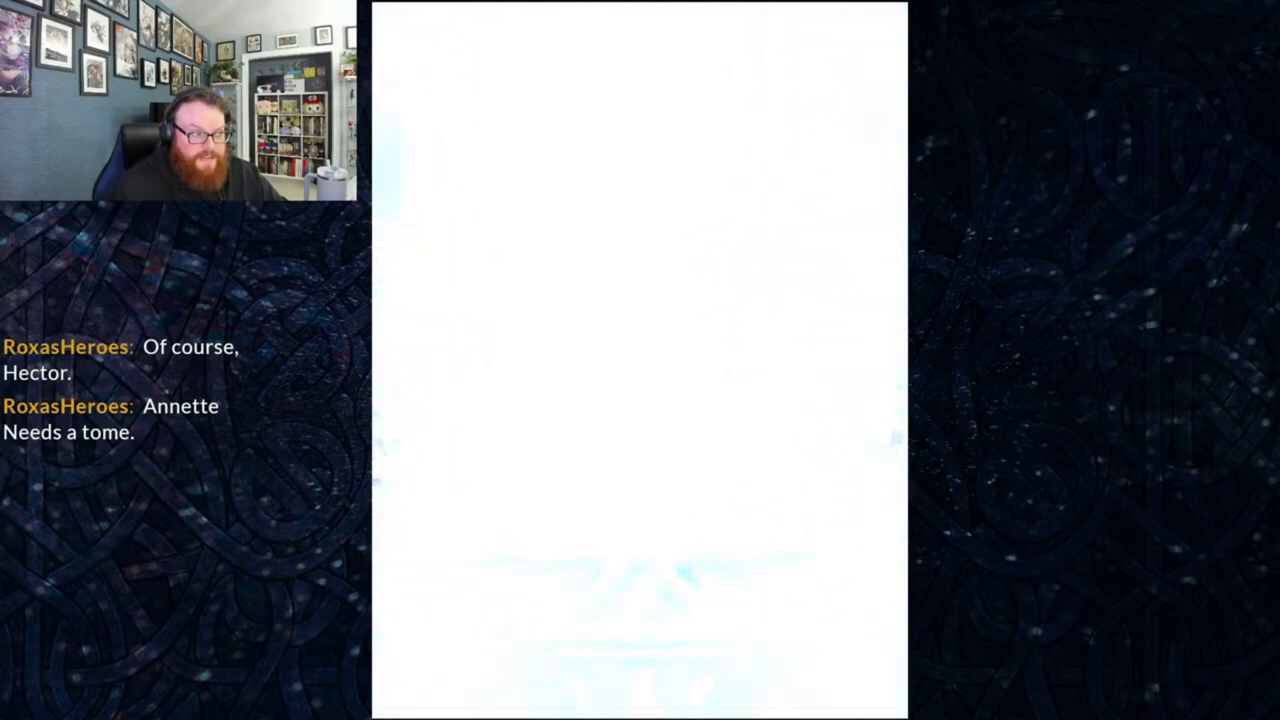 RoxasHeroes: Of course,
Hector.
RoxasHeroes: Annette
Needs a tome.